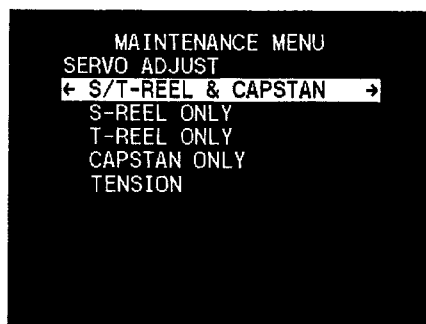 MAINTENANCE MENU
SERVO ADJUST
← S/T-REEL & CAPSTAN →
S-REEL ONLY
T-REEL ONLY
CAPSTAN ONLY
TENSION